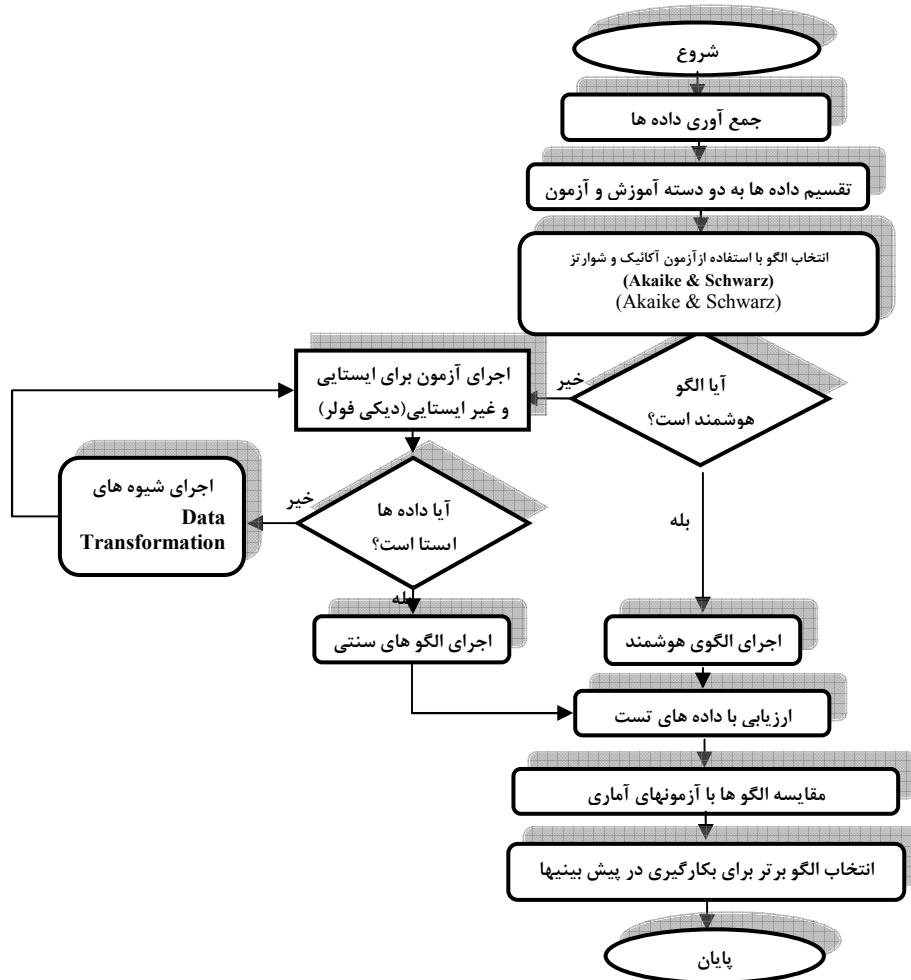 شروع
جمع آوری داده ها
تقسیم داده ها به دو دسته آموزش و آزمون
انتخاب الگو با استفاده ازآزمون آکائیک و شوارتز
(Akaike & Schwarz)
(Akaike & Schwarz)
آیا الگو
هوشمند است؟
خیر
اجرای آزمون برای ایستایی
و غیر ایستایی(دیکی فولر)
آیا داده ها
ایستا است؟
خیر
اجرای شیوه های
Data
Transformation
بله
بله
اجرای الگو های سنتی
اجرای الگوی هوشمند
ارزیابی با داده های تست
مقایسه الگو ها با آزمونهای آماری
انتخاب الگو برتر برای بکارگیری در پیش بینیها
پایان